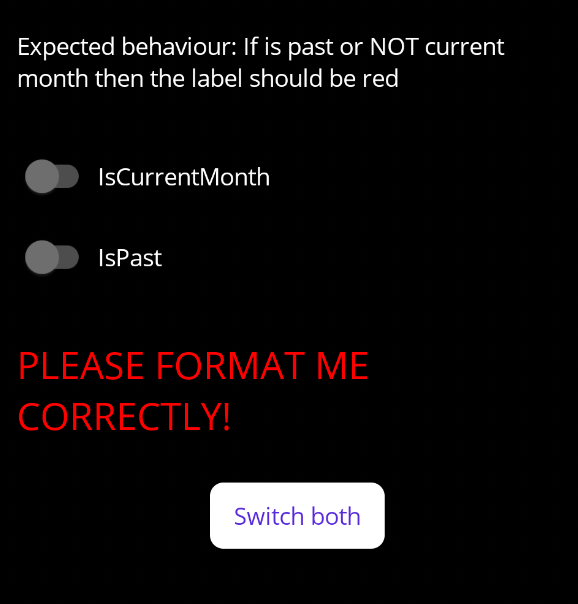 Expected behaviour: If is past or NOT current
month then the label should be red
IsCurrentMonth
IsPast
PLEASE FORMAT ME
CORRECTLY!
Switch both